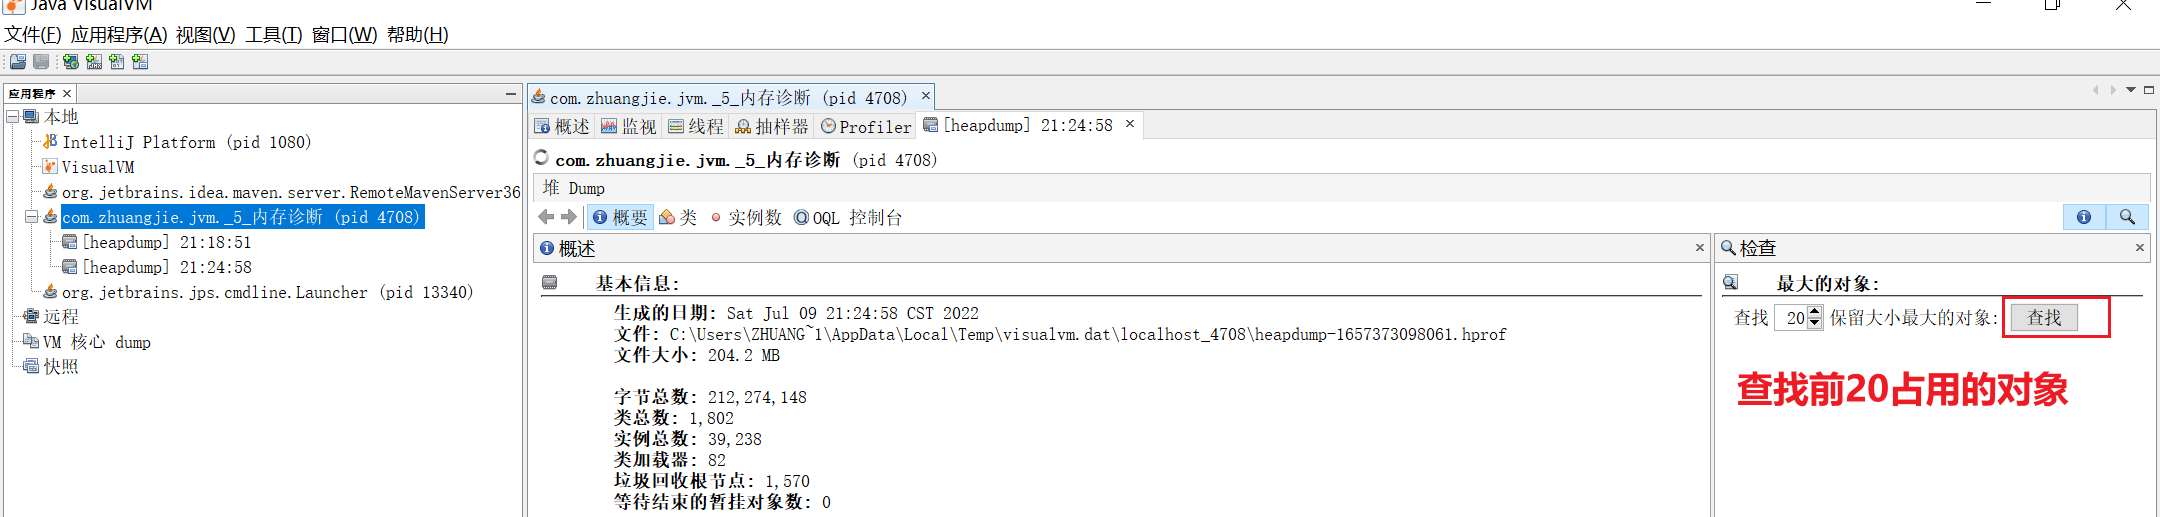 Java VisualVM
文件(F) 应用程序(A) 视图(V) 工具(T) 窗口(W) 帮助(H)
应用程序
本地
IntelliJ Platform (pid 1080)
VisualVM
org.jetbrains.idea.maven.server.RemoteMavenServer36
com.zhuangjie.jvm._5_内存诊断 (pid 4708)
[heapdump] 21:18:51
[heapdump] 21:24:58
org.jetbrains.jps.cmdline.Launcher (pid 13340)
远程
VM 核心 dump
快照
com.zhuangjie.jvm._5_内存诊断 (pid 4708)
概述 监视 线程 抽样器 Profiler [heapdump] 21:24:58
com.zhuangjie.jvm._5_内存诊断 (pid 4708)
堆 Dump
概要 类 实例数 OQL 控制台
概述
基本信息:
生成的日期: Sat Jul 09 21:24:58 CST 2022
文件: C:\Users\ZHUANG~1\AppData\Local\Temp\visualvm.dat\localhost_4708\heapdump-1657373098061.hprof
文件大小: 204.2 MB
字节总数: 212,274,148
类总数: 1,802
实例总数: 39,238
类加载器: 82
垃圾回收根节点: 1,570
等待结束的暂挂对象数: 0
检查
最大的对象:
查找 20 保留大小最大的对象: 查找
查找前20占用的对象